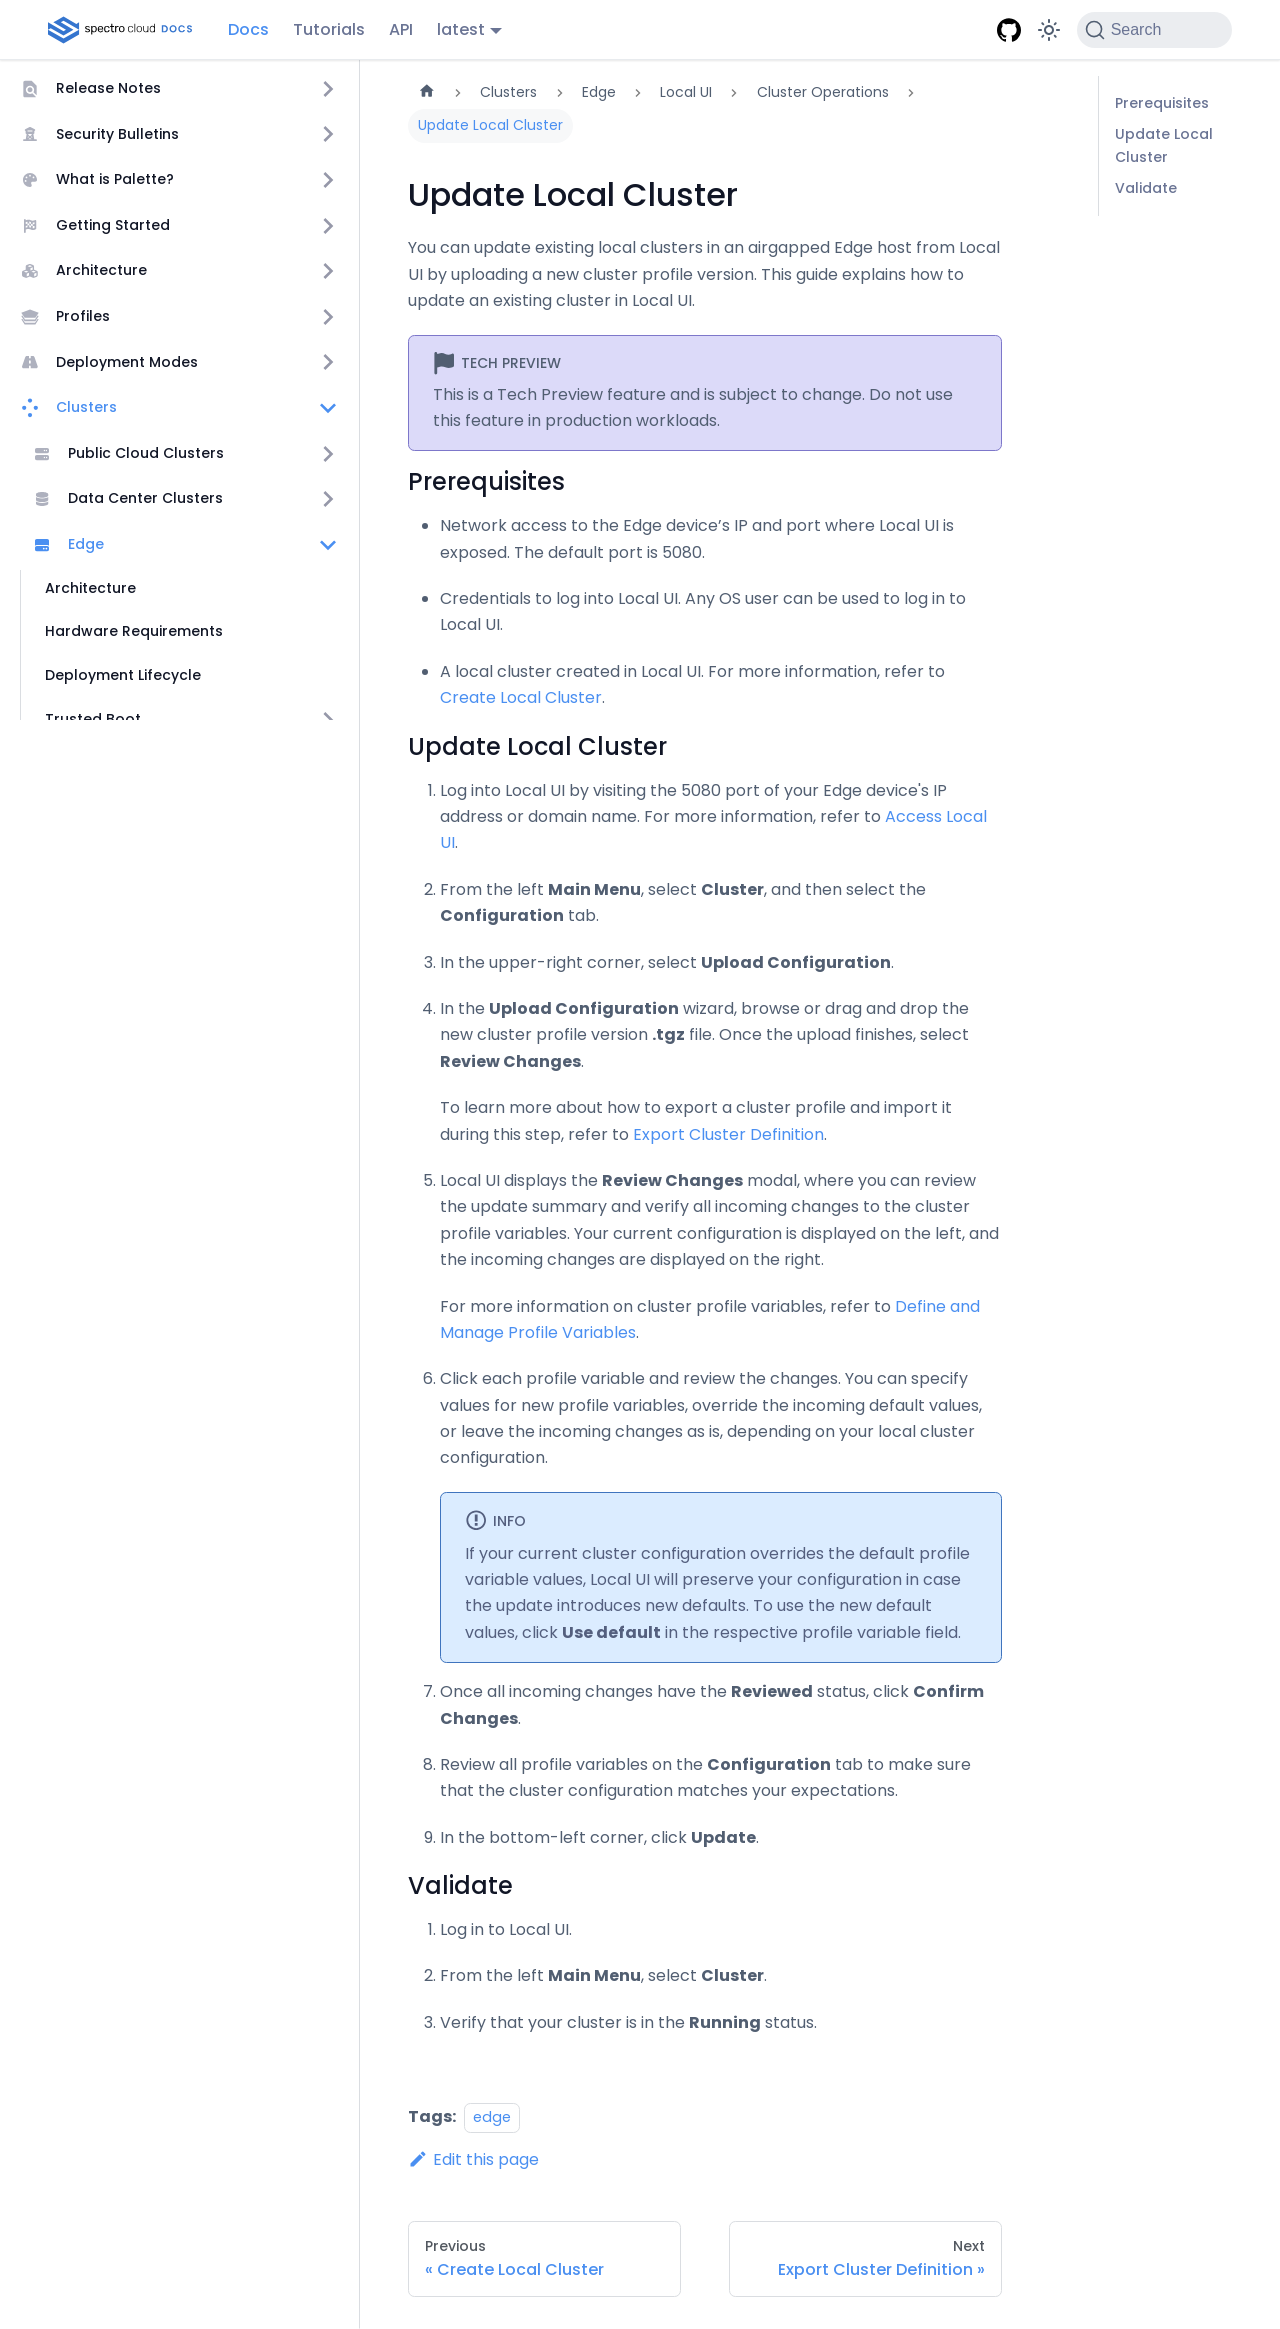 spectro cloud DOCS
Docs
Tutorials
API
latest
Search
Release Notes
Security Bulletins
What is Palette?
Getting Started
Architecture
Profiles
Deployment Modes
Clusters
Public Cloud Clusters
Data Center Clusters
Edge
Architecture
Hardware Requirements
Deployment Lifecycle
Trusted Boot
Clusters
Edge
Local UI
Cluster Operations
Update Local Cluster
Update Local Cluster
You can update existing local clusters in an airgapped Edge host from Local
UI by uploading a new cluster profile version. This guide explains how to
update an existing cluster in Local UI.
TECH PREVIEW
This is a Tech Preview feature and is subject to change. Do not use
this feature in production workloads.
Prerequisites
Network access to the Edge device’s IP and port where Local UI is
exposed. The default port is 5080.
Credentials to log into Local UI. Any OS user can be used to log in to
Local UI.
A local cluster created in Local UI. For more information, refer to
Create Local Cluster.
Update Local Cluster
1. Log into Local UI by visiting the 5080 port of your Edge device's IP
address or domain name. For more information, refer to Access Local
UI.
2. From the left Main Menu, select Cluster, and then select the
Configuration tab.
3. In the upper-right corner, select Upload Configuration.
4. In the Upload Configuration wizard, browse or drag and drop the
new cluster profile version .tgz file. Once the upload finishes, select
Review Changes.
To learn more about how to export a cluster profile and import it
during this step, refer to Export Cluster Definition.
5. Local UI displays the Review Changes modal, where you can review
the update summary and verify all incoming changes to the cluster
profile variables. Your current configuration is displayed on the left, and
the incoming changes are displayed on the right.
For more information on cluster profile variables, refer to Define and
Manage Profile Variables.
6. Click each profile variable and review the changes. You can specify
values for new profile variables, override the incoming default values,
or leave the incoming changes as is, depending on your local cluster
configuration.
INFO
If your current cluster configuration overrides the default profile
variable values, Local UI will preserve your configuration in case
the update introduces new defaults. To use the new default
values, click Use default in the respective profile variable field.
7. Once all incoming changes have the Reviewed status, click Confirm
Changes.
8. Review all profile variables on the Configuration tab to make sure
that the cluster configuration matches your expectations.
9. In the bottom-left corner, click Update.
Validate
1. Log in to Local UI.
2. From the left Main Menu, select Cluster.
3. Verify that your cluster is in the Running status.
Tags: edge
Edit this page
Previous
« Create Local Cluster
Next
Export Cluster Definition »
Prerequisites
Update Local
Cluster
Validate